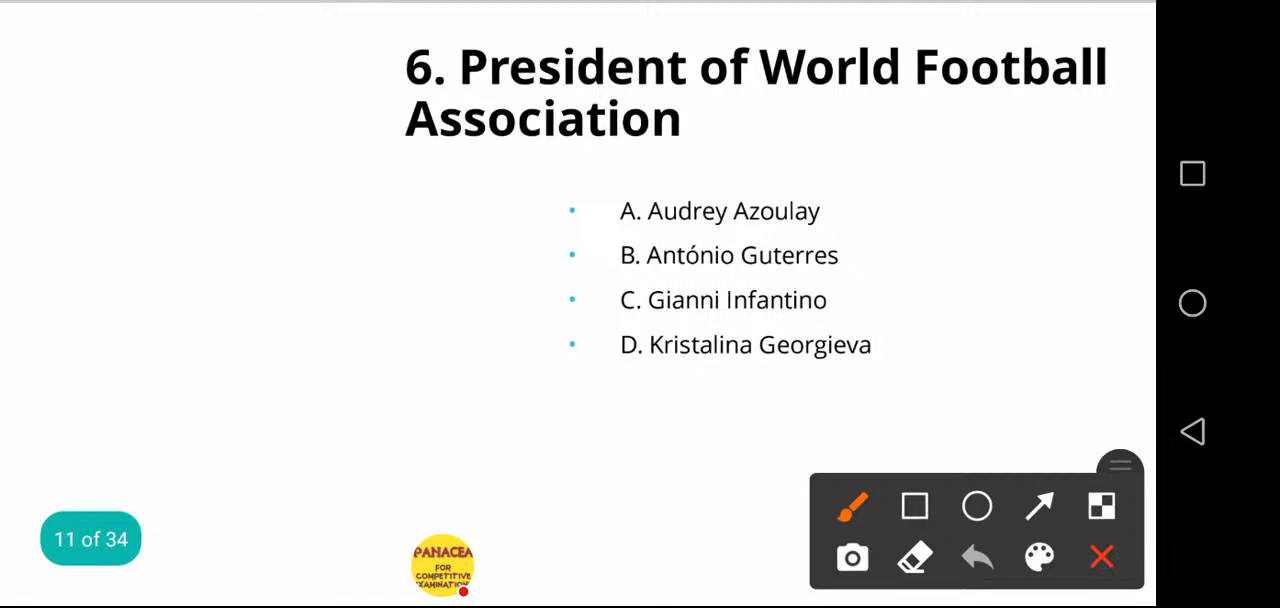 6. President of World Football
Association
• A. Audrey Azoulay
• B. António Guterres
• C. Gianni Infantino
• D. Kristalina Georgieva
11 of 34
PANACEA
FOR
COMPETITIVE
EXAMINATION